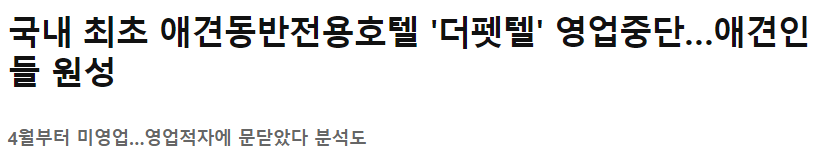 국내 최초 애견동반전용호텔 '더펫텔' 영업중단...애견인
들 원성
4월부터 미영업...영업적자에 문닫았다 분석도